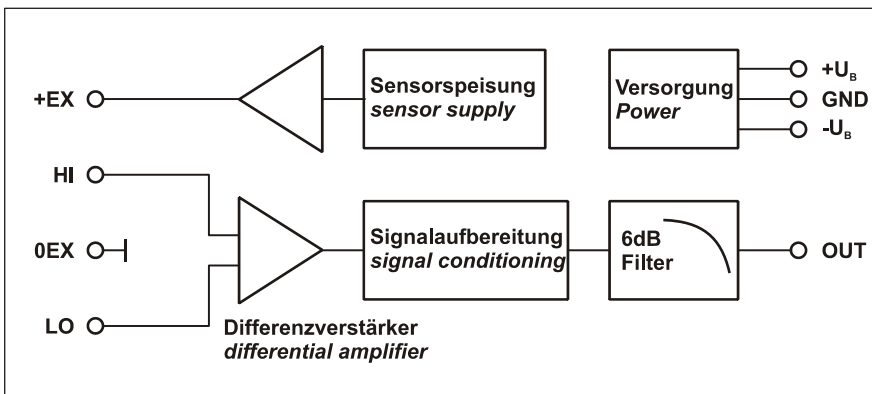 +EX
Sensorspeisung
sensor supply
Versorgung
Power
+UB
GND
-UB
HI
0EX
LO
Signalaufbereitung
signal conditioning
6dB
Filter
OUT
Differenzverstärker
differential amplifier